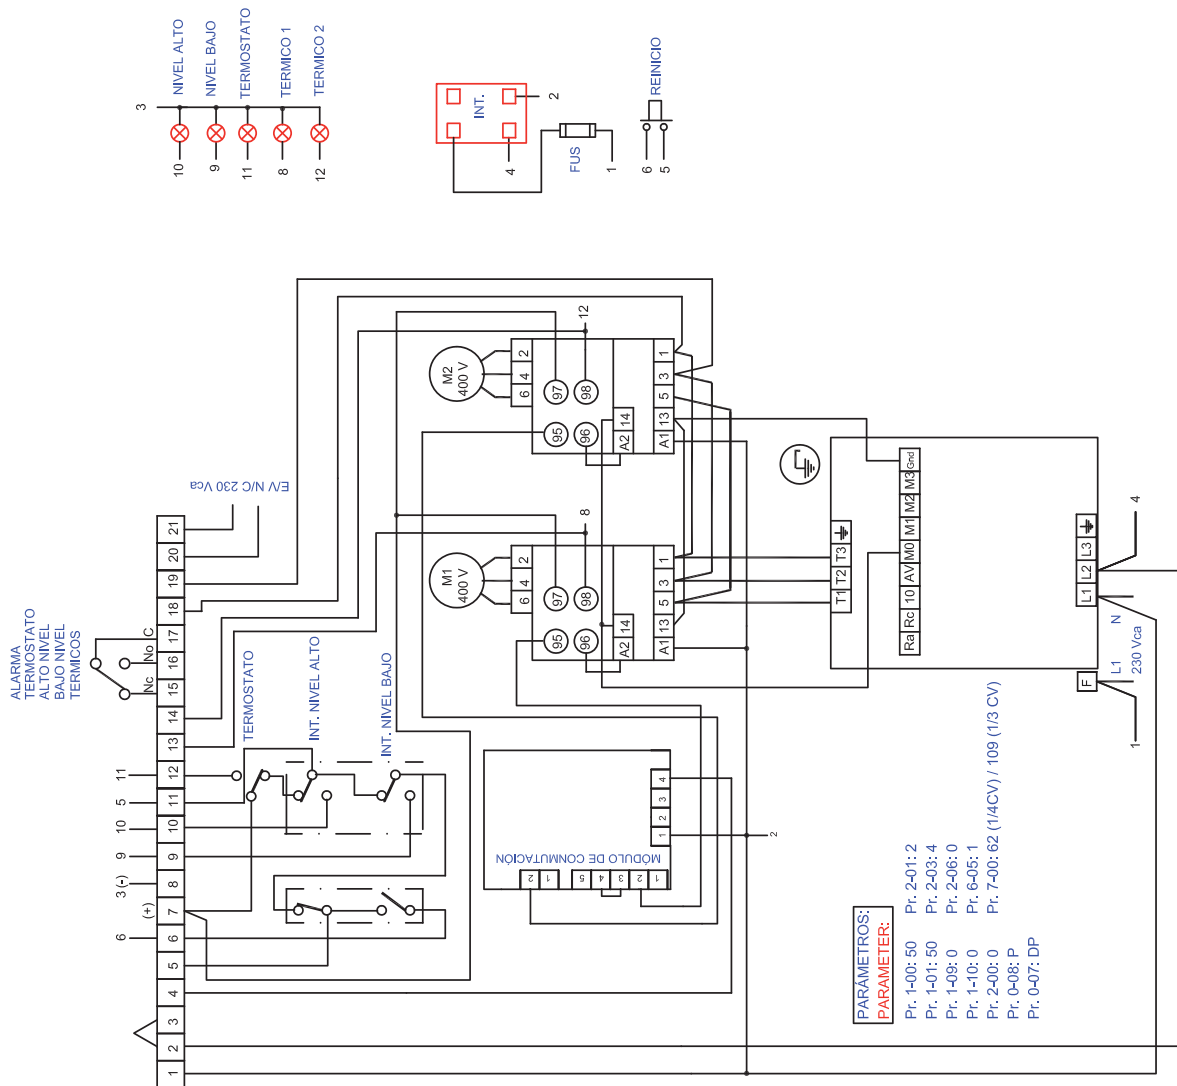 3
NIVEL ALTO
NIVEL BAJO
TERMOSTATO
TERMICO 1
TERMICO 2
10
9
11
8
12
INT.
2
4
FUS
1
REINICIO
6
5
ALARMA
TERMOSTATO
ALTO NIVEL
BAJO NIVEL
TERMICOS
Nc
No
C
E/V N/C 230 Vca
21
20
19
18
17
16
15
14
13
12
11
10
9
8
7
6
5
4
3
2
1
11
5
10
9
3 (-)
(+)
6
TERMOSTATO
INT. NIVEL ALTO
INT. NIVEL BAJO
M2
400 V
2
4
6
97
98
95
96
12
14
A2
1
3
5
13
A1
M1
400 V
2
4
6
97
98
95
96
8
14
A2
1
3
5
13
A1
MÓDULO DE CONMUTACIÓN
4
3
2
1
2
2
1
5
4
3
2
1
T1
T2
T3
Ra
Rc
10
AV
M0
M1
M2
M3
Gnd
L1
L2
L3
F
4
N
L1
230 Vca
1
PARÁMETROS:
PARAMETER:
Pr. 1-00: 50
Pr. 1-01: 50
Pr. 1-09: 0
Pr. 1-10: 0
Pr. 2-00: 0
Pr. 0-08: P
Pr. 0-07: DP
Pr. 2-01: 2
Pr. 2-03: 4
Pr. 2-06: 0
Pr. 6-05: 1
Pr. 7-00: 62 (1/4CV) / 109 (1/3 CV)